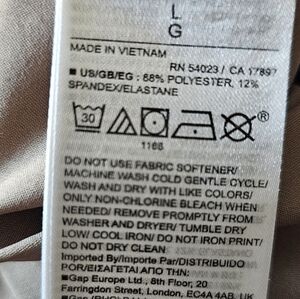 L
G
MADE IN VIETNAM
RN 54023 / CA 17897
■ US/GB/EG : 88% POLYESTER, 12%
SPANDEX/ELASTANE
30
®
1168
DO NOT USE FABRIC SOFTENER/
MACHINE WASH COLD GENTLE CYCLE/
WASH AND DRY WITH LIKE COLORS/
ONLY NON-CHLORINE BLEACH WHEN
NEEDED/ REMOVE PROMPTLY FROM
WASHER AND DRYER/ TUMBLE DRY
LOW/ COOL IRON/ DO NOT IRON PRINT/
DO NOT DRY CLEAN
Imported By/Importe Par/DISTRIBUIDO
POR/ΕΙΣΑΓΕΤΑΙ ΑΠΟ ΤΗΝ
■Gap Europe Ltd , 8th Floor, 20
Farringdon Street, London, EC4A 4AB, UK